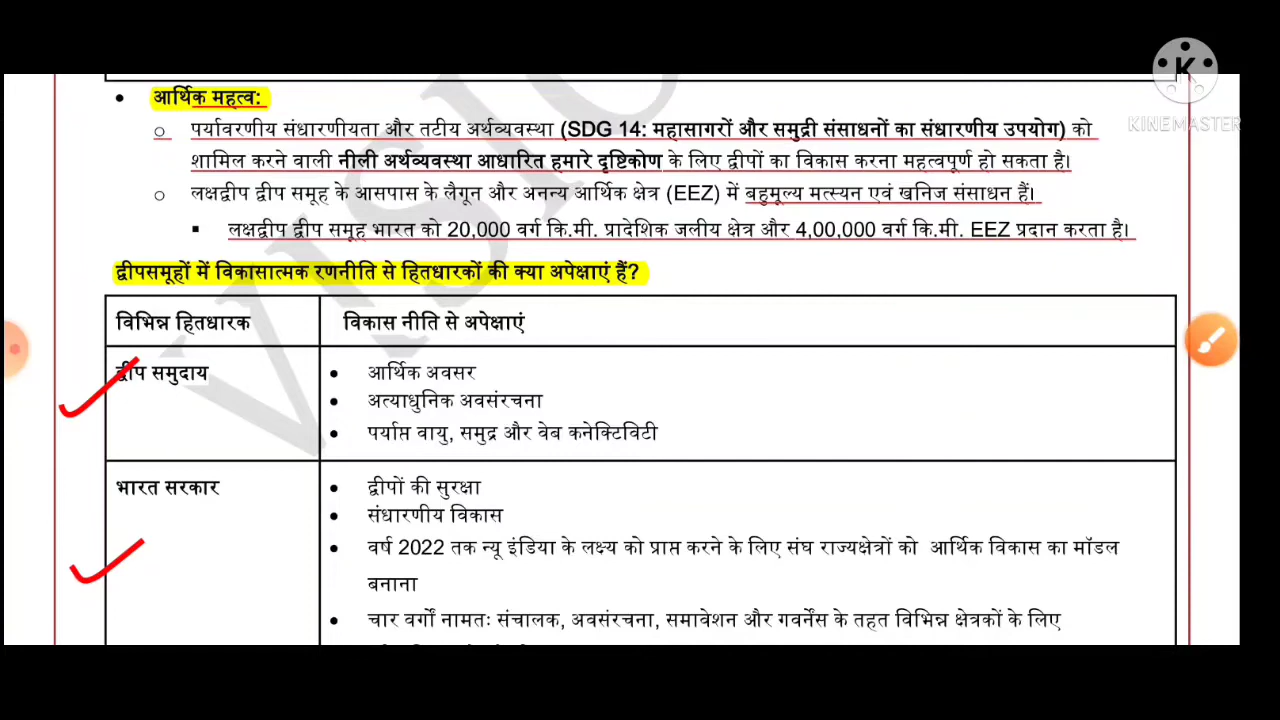 आर्थिक महत्व:
पर्यावरणीय संधारणीयता और तटीय अर्थव्यवस्था (SDG 14: महासागरों और समुद्री संसाधनों का संधारणीय उपयोग) को
शामिल करने वाली नीली अर्थव्यवस्था आधारित हमारे दृष्टिकोण के लिए द्वीपों का विकास करना महत्वपूर्ण हो सकता है।
लक्षद्वीप द्वीप समूह के आसपास के लैगून और अनन्य आर्थिक क्षेत्र (EEZ) में बहुमूल्य मत्स्यन एवं खनिज संसाधन हैं।
लक्षद्वीप द्वीप समूह भारत को 20,000 वर्ग कि.मी. प्रादेशिक जलीय क्षेत्र और 4,00,000 वर्ग कि.मी. EEZ प्रदान करता है।
द्वीपसमूहों में विकासात्मक रणनीति से हितधारकों की क्या अपेक्षाएं हैं?
विभिन्न हितधारक
विकास नीति से अपेक्षाएं
द्वीप समुदाय
आर्थिक अवसर
अत्याधुनिक अवसंरचना
पर्याप्त वायु, समुद्र और वेब कनेक्टिविटी
भारत सरकार
द्वीपों की सुरक्षा
संधारणीय विकास
वर्ष 2022 तक न्यू इंडिया के लक्ष्य को प्राप्त करने के लिए संघ राज्यक्षेत्रों को आर्थिक विकास का मॉडल
बनाना
चार वर्गों नामतः संचालक, अवसंरचना, समावेशन और गवर्नेंस के तहत विभिन्न क्षेत्रकों के लिए
K
KINEMASTER